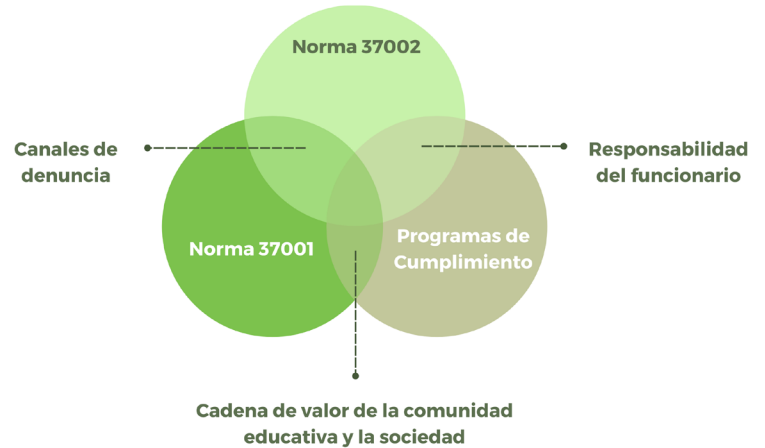 Norma 37002
Canales de
denuncia
Responsabilidad
del funcionario
Norma 37001
Programas de
Cumplimiento
Cadena de valor de la comunidad
educativa y la sociedad